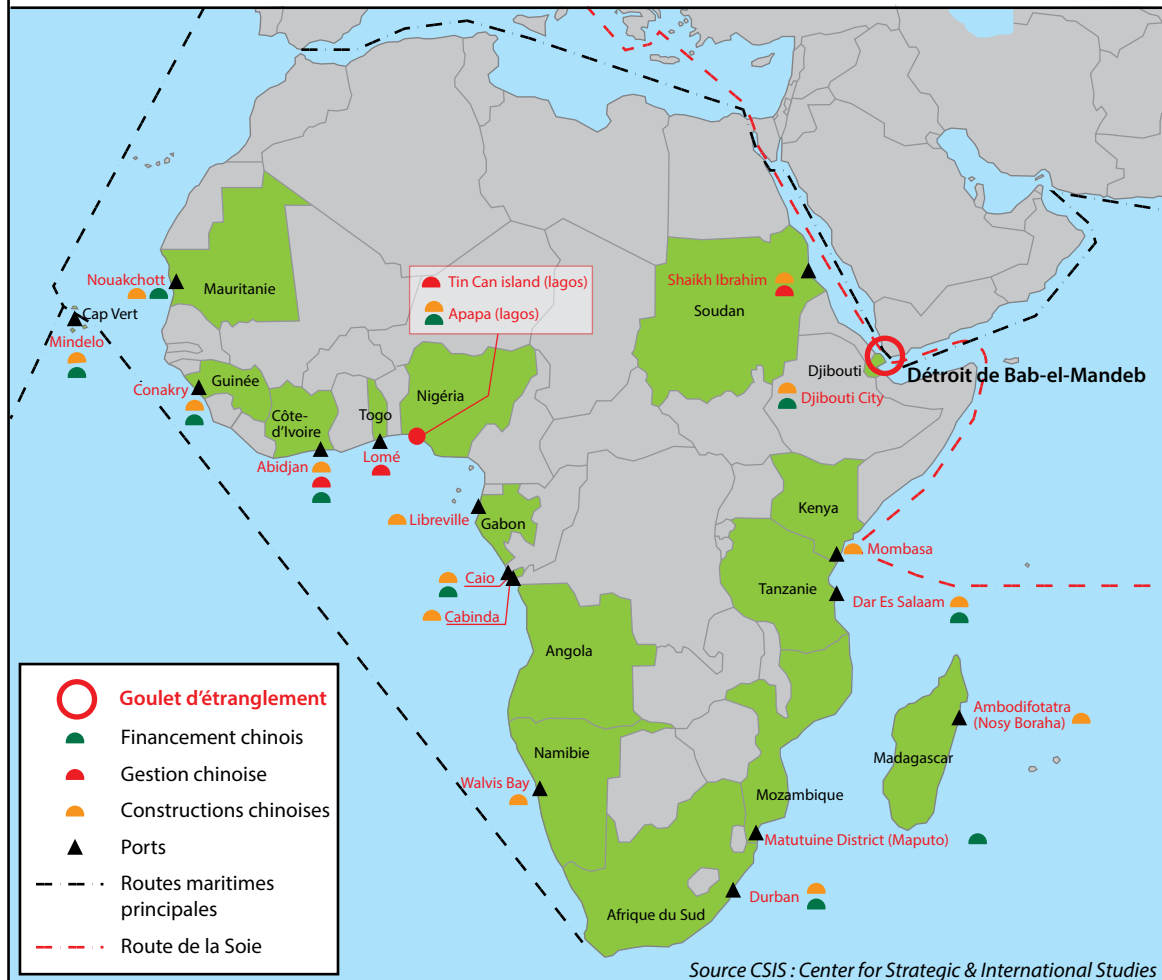 Nouakchott
Mauritanie
Cap Vert
Mindelo
Tin Can island (lagos)
Apapa (lagos)
Shaikh Ibrahim
Soudan
Djibouti
Détroit de Bab-el-Mandeb
Djibouti City
Conakry
Guinée
Côte-
d'Ivoire
Togo
Nigéria
Abidjan
Lomé
Libreville
Gabon
Kenya
Mombasa
Caio
Cabinda
Tanzanie
Dar Es Salaam
Angola
Ambodifotatra
(Nosy Boraha)
Madagascar
Namibie
Walvis Bay
Mozambique
Matutuine District (Maputo)
Durban
Afrique du Sud
Goulet d'étranglement
Financement chinois
Gestion chinoise
Constructions chinoises
Ports
Routes maritimes
principales
Route de la Soie
Source CSIS : Center for Strategic & International Studies